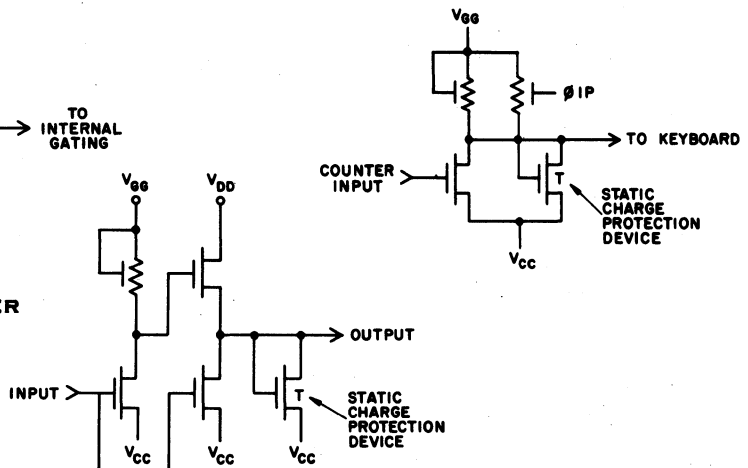 VGG
ØIP
TO KEYBOARD
COUNTER
INPUT
T
STATIC
CHARGE
PROTECTION
DEVICE
VCC
TO
INTERNAL
GATING
VGG
VDD
ER
OUTPUT
INPUT
T
STATIC
CHARGE
PROTECTION
DEVICE
VCC
VCC
VCC